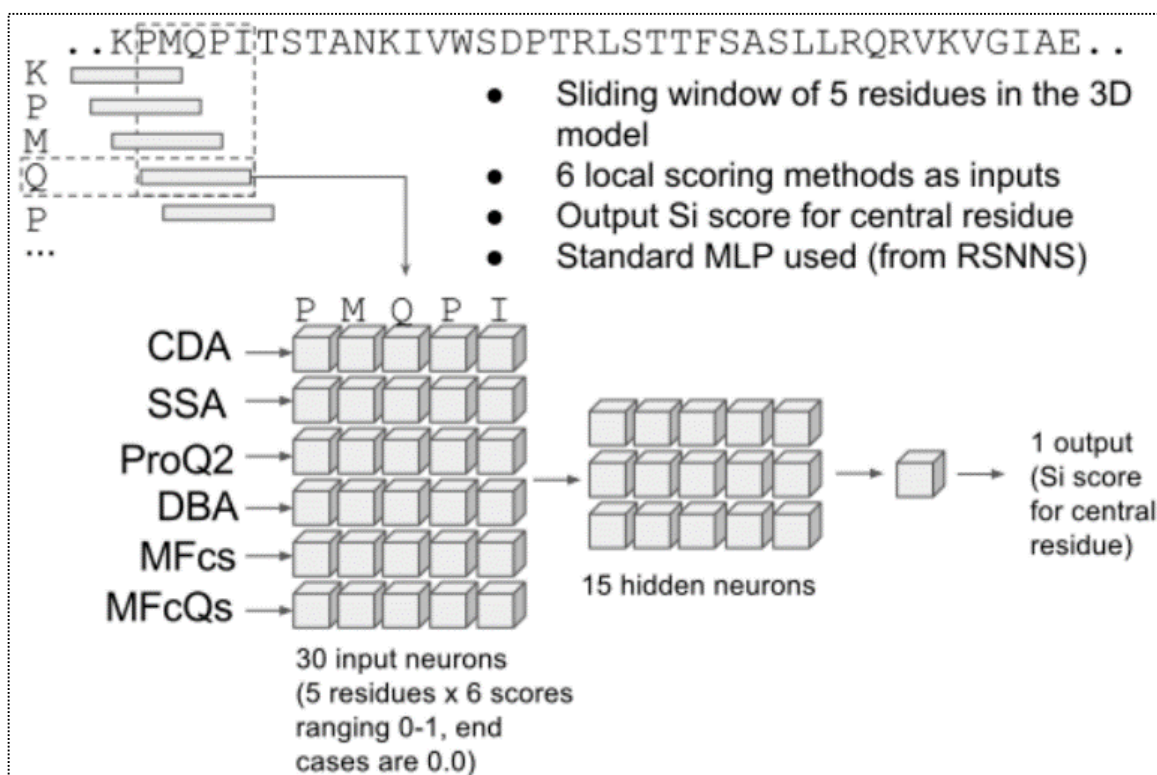 ..KPMQPITSTANKIVWSDPTRLSTTFSASLLRQRVKVGIAE..
K
P
M
Q
P
...
● Sliding window of 5 residues in the 3D
model
● 6 local scoring methods as inputs
● Output Si score for central residue
● Standard MLP used (from RSNNS)
P M Q P I
CDA
SSA
ProQ2
DBA
MFcs
MFcQs
30 input neurons
(5 residues x 6 scores
ranging 0-1, end
cases are 0.0)
15 hidden neurons
1 output
(Si score
for central
residue)